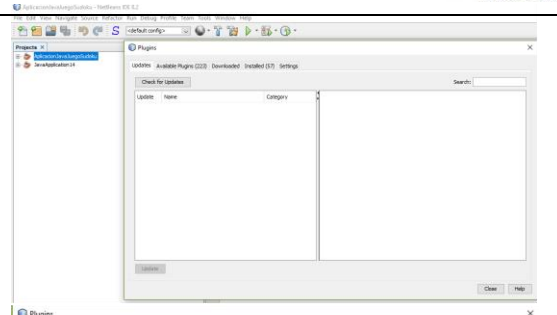 AplicacionJavaJuegoSudoku - NetBeans IDE 8.2
File Edit View Navigate Source Refactor Run Debug Profile Team Tools Window Help
<default config>
Projects ×
AplicacionJavaJuegoSudoku
JavaApplication14
Plugins
Updates Available Plugins (223) Downloaded Installed (57) Settings
Check for Updates Search:
Update Name Category
Update
Close Help
Plugins